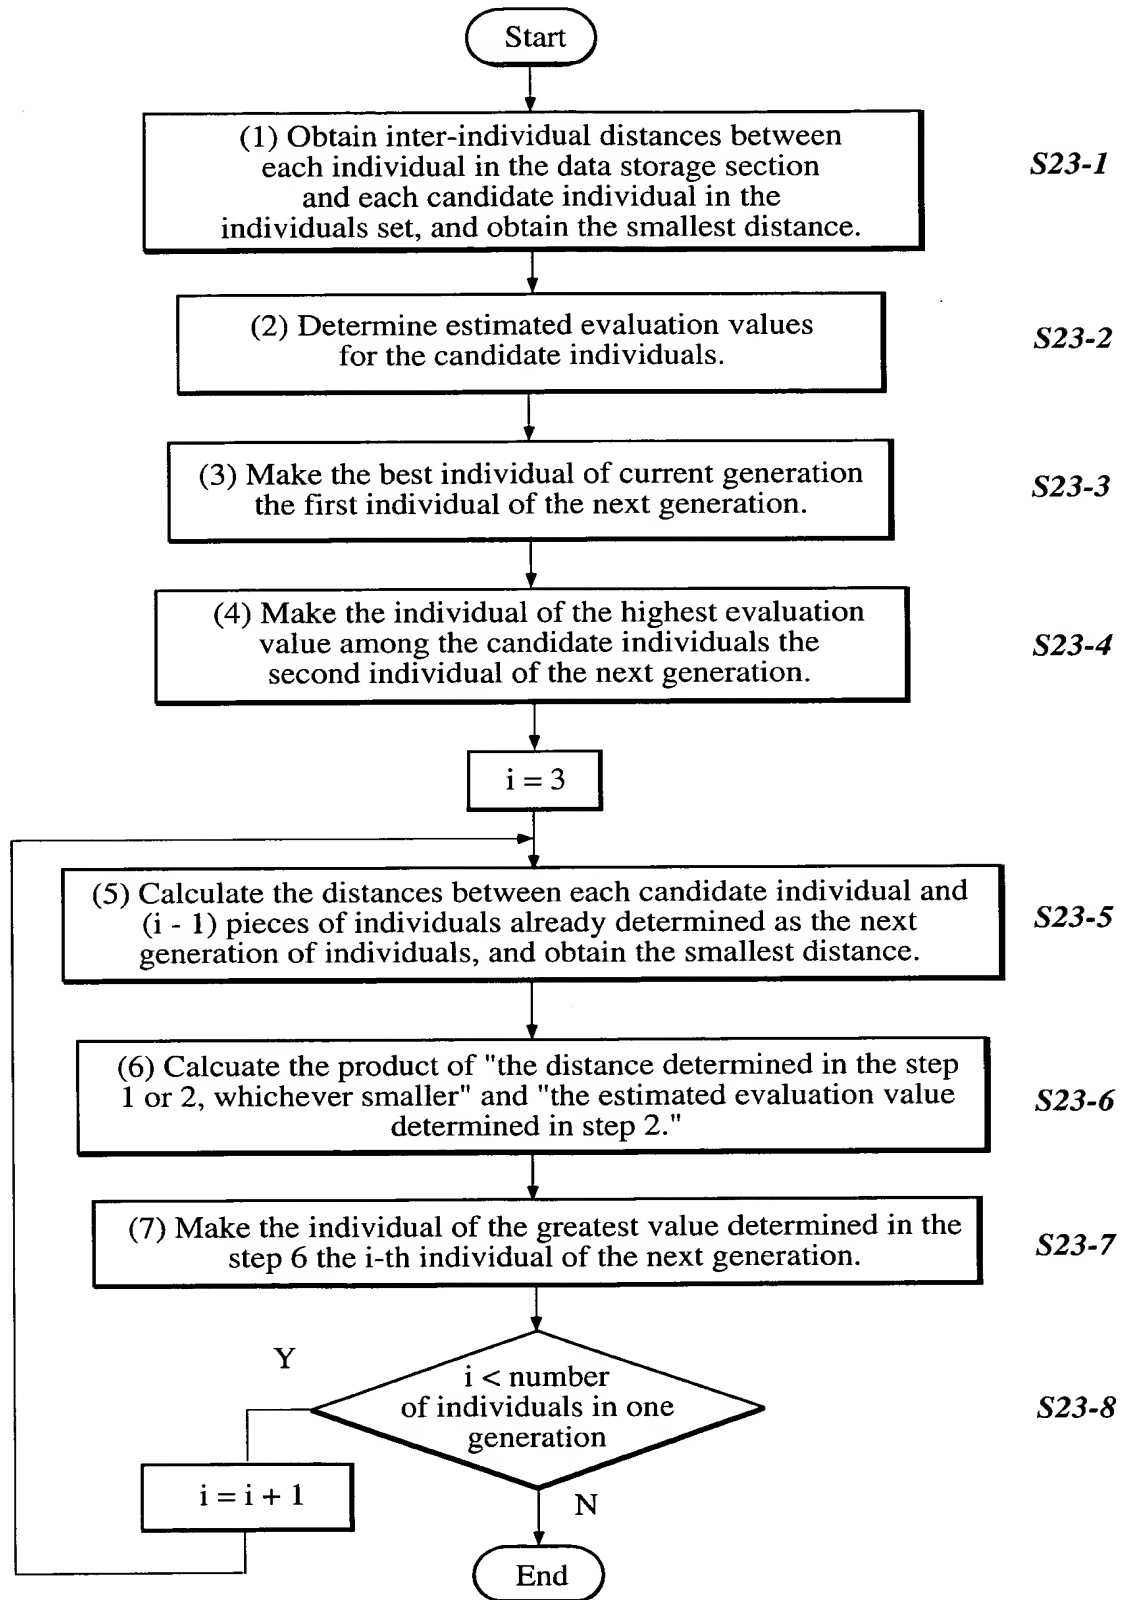 Start
(1) Obtain inter-individual distances between
each individual in the data storage section
and each candidate individual in the
individuals set, and obtain the smallest distance.
S23-1
(2) Determine estimated evaluation values
for the candidate individuals.
S23-2
(3) Make the best individual of current generation
the first individual of the next generation.
S23-3
(4) Make the individual of the highest evaluation
value among the candidate individuals the
second individual of the next generation.
S23-4
i = 3
(5) Calculate the distances between each candidate individual and
(i - 1) pieces of individuals already determined as the next
generation of individuals, and obtain the smallest distance.
S23-5
(6) Calcuate the product of "the distance determined in the step
1 or 2, whichever smaller" and "the estimated evaluation value
determined in step 2."
S23-6
(7) Make the individual of the greatest value determined in the
step 6 the i-th individual of the next generation.
S23-7
Y
i < number
of individuals in one
generation
S23-8
i = i + 1
N
End